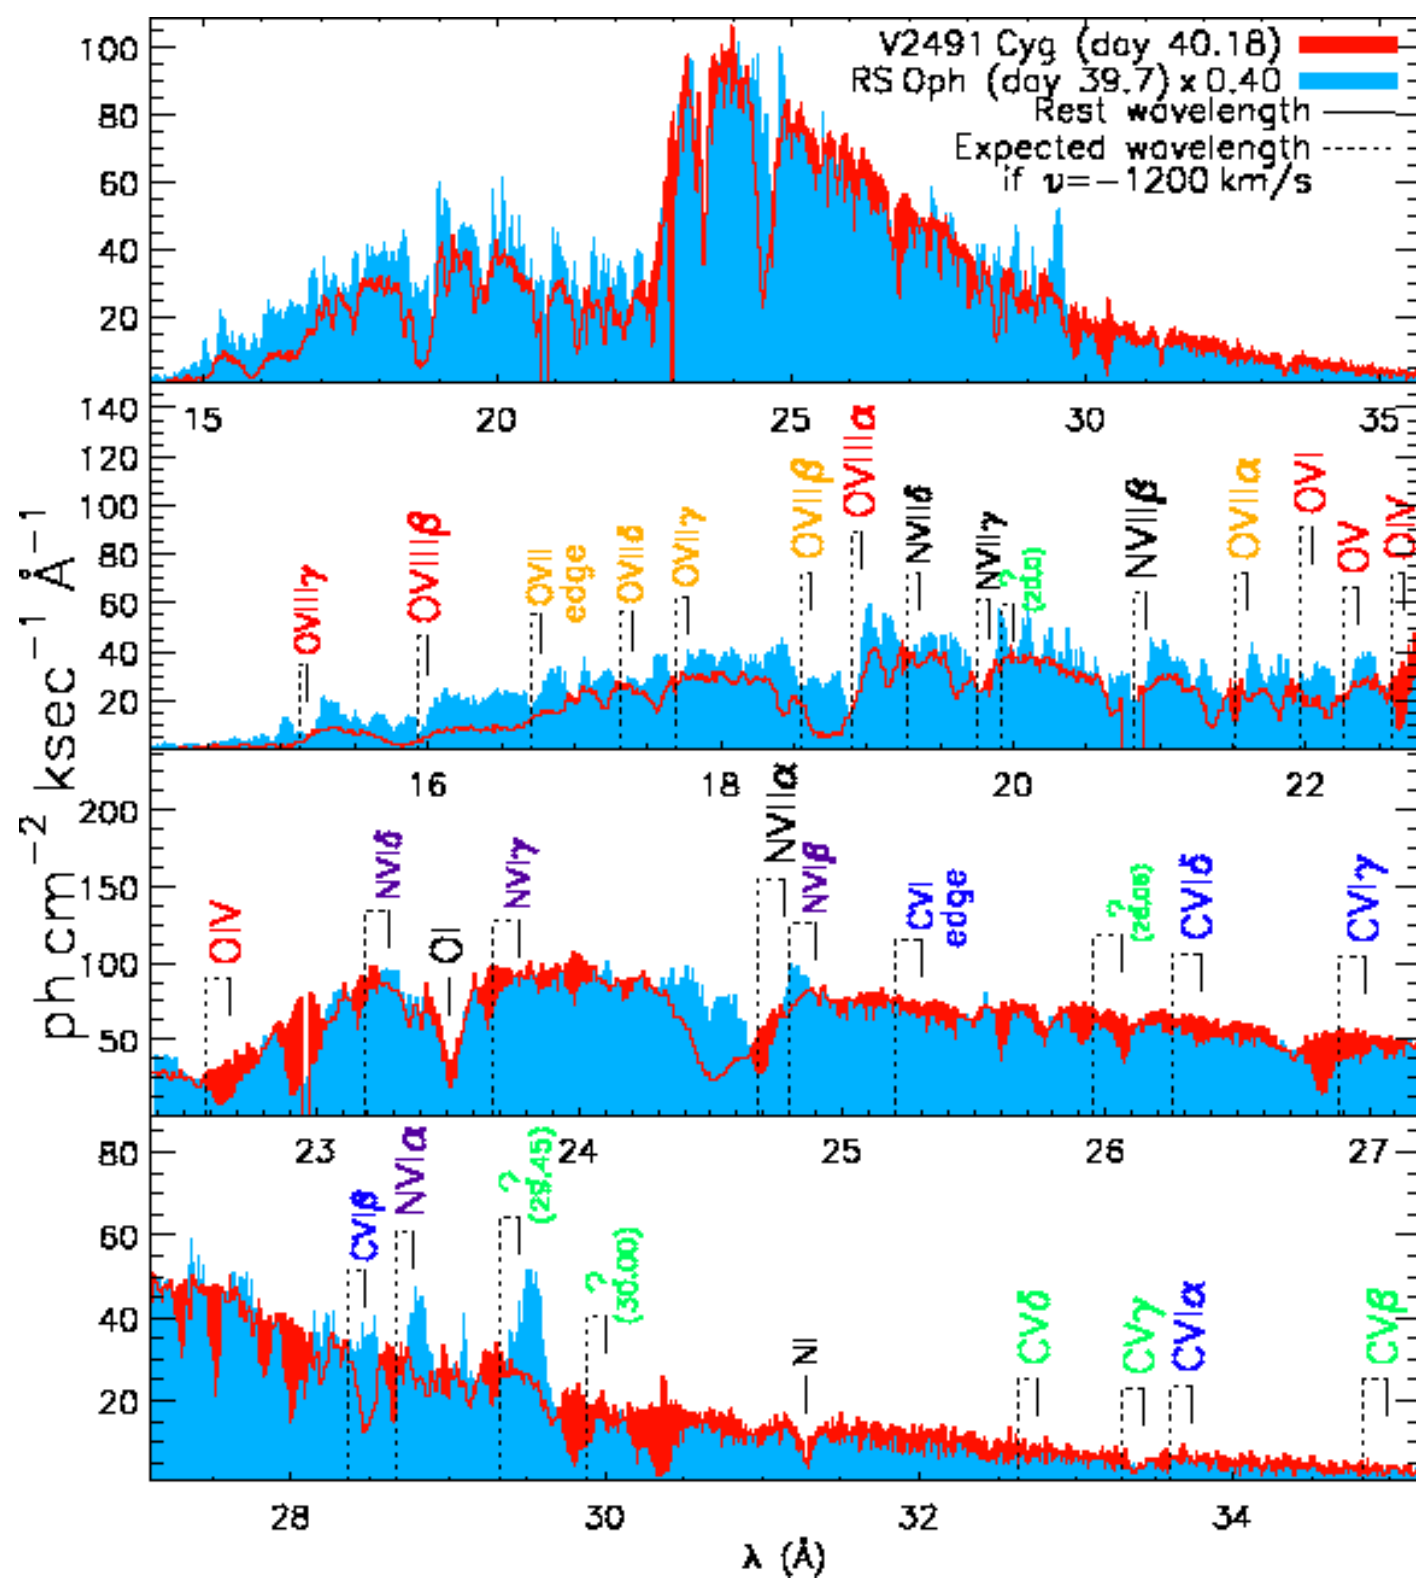 V2491 Cyg (day 40.18)
RS Oph (day 39.7) x 0.40
Rest wavelength
Expected wavelength
if υ=−1200 km/s
100
80
60
40
20
15 20 25 30 35
ph cm−2 ksec−1 Å−1
140
120
100
80
60
40
20
OVIIIγ
OVIIIβ
OVII
edge
OVIIδ
OVIIγ
OVIIβ
OVIIIα
NVIIδ
NVIIγ
?
NVIIβ
OVIIα
OVI
OV
OIV
16 18 20 22
200
150
100
50
OIV
NVIδ
OI
NVIγ
NVIIα
NVIβ
CVI
edge
?
CVIδ
CVIγ
23 24 25 26 27
80
60
40
20
CVIβ
NVIα
?
(29.45)
?
(30.00)
NI
CVδ
CVγ
CVIα
CVβ
28 30 32 34
λ (Å)